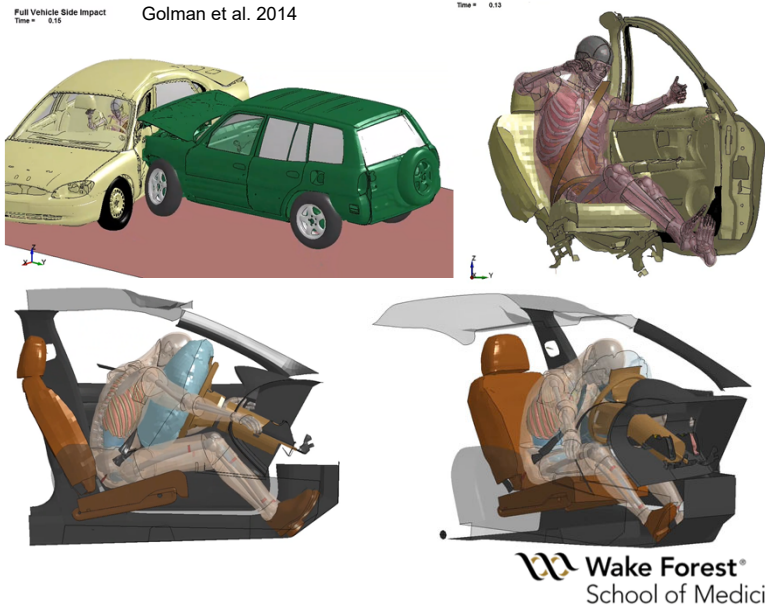 Full Vehicle Side Impact
Time = 0.15
Golman et al. 2014
Time = 0.13
Z
X Y
Z
X Y
Wake Forest®
School of Medici